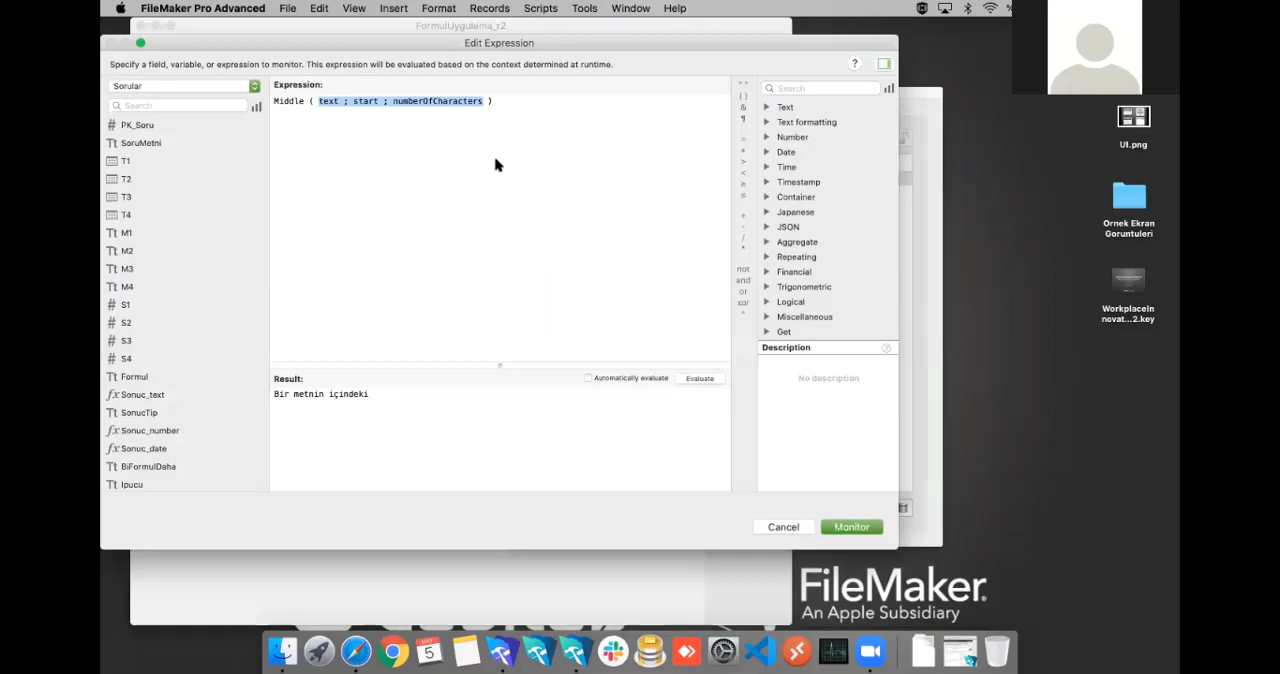 FileMaker Pro Advanced File Edit View Insert Format Records Scripts Tools Window Help
FormulUygulama_r2
Edit Expression
Specify a field, variable, or expression to monitor. This expression will be evaluated based on the context determined at runtime.
?
Sorular
Search
PK_Soru
SoruMetni
T1
T2
T3
T4
M1
M2
M3
M4
S1
S2
S3
S4
Formul
Sonuc_text
SonucTip
Sonuc_number
Sonuc_date
BiFormulDaha
Ipucu
Expression:
Middle ( text ; start ; numberOfCharacters )
Result:
Automatically evaluate
Evaluate
Bir metnin içindeki
not
and
or
xor
Search
Text
Text formatting
Number
Date
Time
Timestamp
Container
Japanese
JSON
Aggregate
Repeating
Financial
Trigonometric
Logical
Miscellaneous
Get
Description
No description
Cancel
Monitor
UI.png
Ornek Ekran
Goruntuleri
WorkplaceIn
novat...2.key
FileMaker
An Apple Subsidiary
5